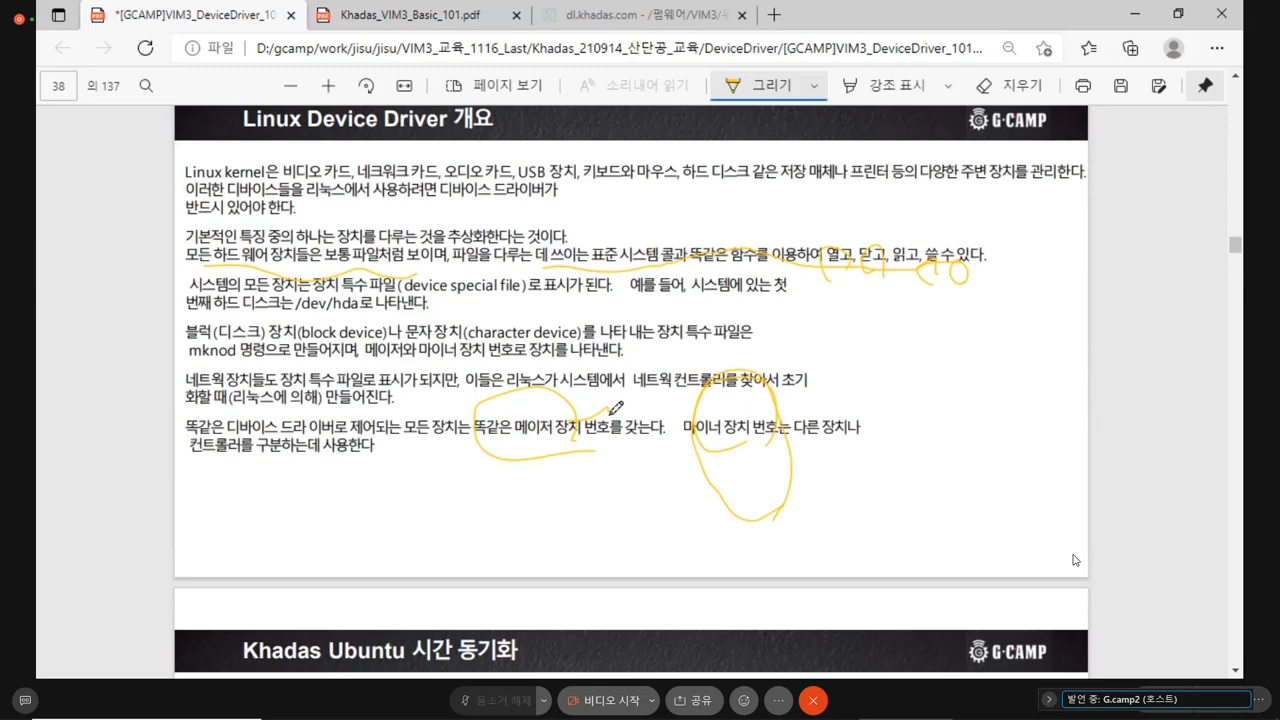 *[GCAMP]VIM3_DeviceDriver_10
Khadas_VIM3_Basic_101.pdf
dl.khadas.com - /펌웨어/VIM3/우
파일
D:/gcamp/work/jisu/jisu/VIM3_교육_1116_Last/Khadas_210914_산단공_교육/DeviceDriver/[GCAMP]VIM3_DeviceDriver_101...
38 의 137
페이지 보기
소리내어 읽기
그리기
강조 표시
지우기
Linux Device Driver 개요
G·CAMP
Linux kernel은 비디오 카드, 네크워크 카드, 오디오 카드, USB 장치, 키보드와 마우스, 하드 디스크 같은 저장 매체나 프린터 등의 다양한 주변 장치를 관리한다.
이러한 디바이스들을 리눅스에서 사용하려면 디바이스 드라이버가
반드시 있어야 한다.
기본적인 특징 중의 하나는 장치를 다루는 것을 추상화한다는 것이다.
모든 하드 웨어 장치들은 보통 파일처럼 보이며, 파일을 다루는 데 쓰이는 표준 시스템 콜과 똑같은 함수를 이용하여 열고, 닫고, 읽고, 쓸 수 있다.
시스템의 모든 장치는 장치 특수 파일(device special file)로 표시가 된다. 예를 들어, 시스템에 있는 첫
번째 하드 디스크는 /dev/hda로 나타낸다.
블럭(디스크) 장치(block device)나 문자 장치(character device)를 나타 내는 장치 특수 파일은
mknod 명령으로 만들어지며, 메이저와 마이너 장치 번호로 장치를 나타낸다.
네트웍 장치들도 장치 특수 파일로 표시가 되지만, 이들은 리눅스가 시스템에서 네트웍 컨트롤러를 찾아서 초기
화할 때(리눅스에 의해) 만들어진다.
똑같은 디바이스 드라 이버로 제어되는 모든 장치는 똑같은 메이저 장치 번호를 갖는다. 마이너 장치 번호는 다른 장치나
컨트롤러를 구분하는데 사용한다
Khadas Ubuntu 시간 동기화
G·CAMP
음소거 해제
비디오 시작
공유
발언 중: G.camp2 (호스트)